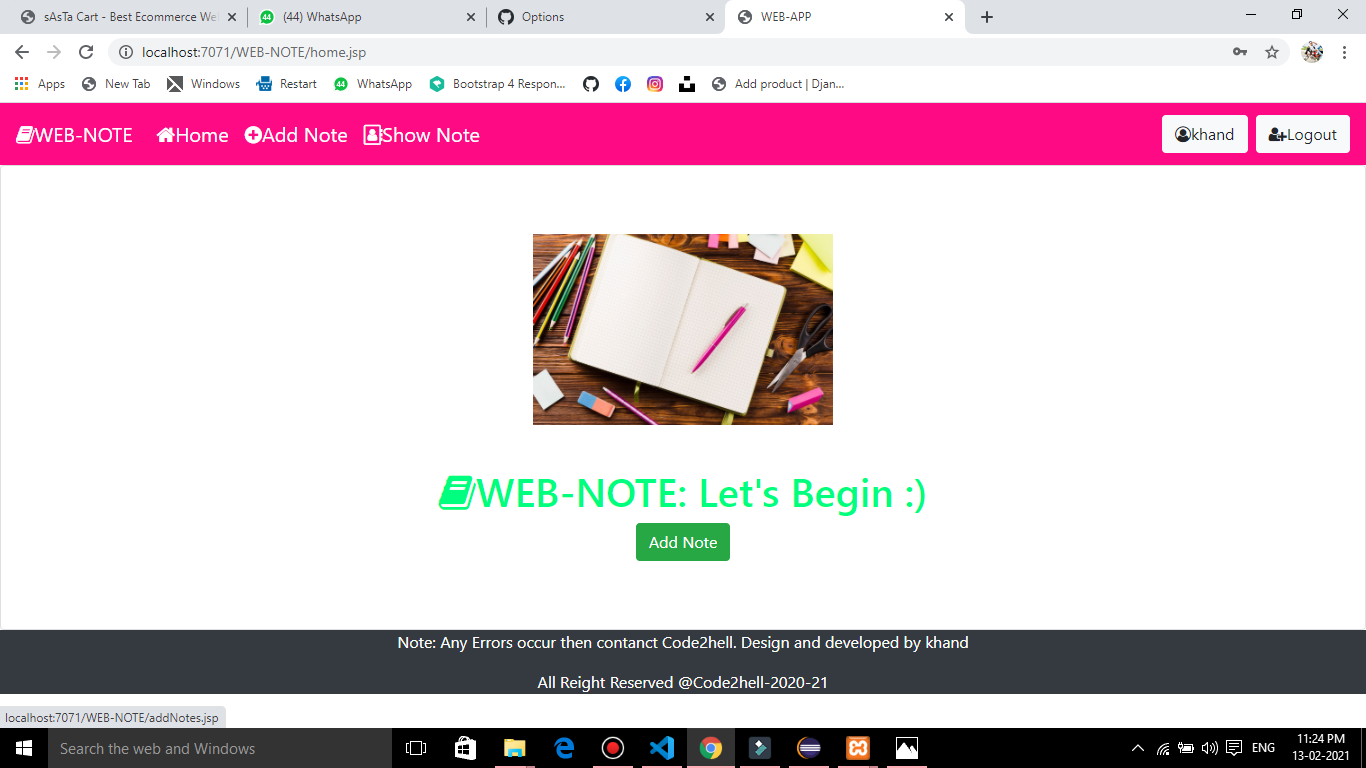 sAsTa Cart - Best Ecommerce We
(44) WhatsApp
Options
WEB-APP
localhost:7071/WEB-NOTE/home.jsp
Apps
New Tab
Windows
Restart
44
WhatsApp
Bootstrap 4 Respon...
Add product | Djan...
WEB-NOTE
Home
Add Note
Show Note
khand
Logout
WEB-NOTE: Let's Begin :)
Add Note
Note: Any Errors occur then contanct Code2hell. Design and developed by khand
All Reight Reserved @Code2hell-2020-21
localhost:7071/WEB-NOTE/addNotes.jsp
Search the web and Windows
ENG
11:24 PM
13-02-2021